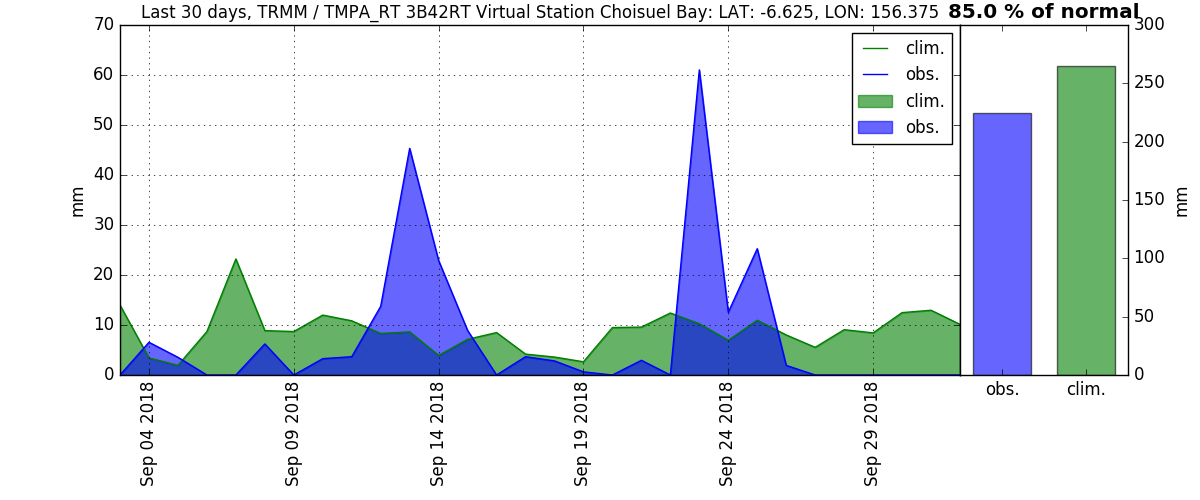 Last 30 days, TRMM / TMPA_RT 3B42RT Virtual Station Choisuel Bay: LAT: -6.625, LON: 156.375 85.0 % of normal
70
60
50
40
30
20
10
0
mm
clim.
obs.
clim.
obs.
Sep 04 2018
Sep 09 2018
Sep 14 2018
Sep 19 2018
Sep 24 2018
Sep 29 2018
300
250
200
150
100
50
0
mm
obs.
clim.